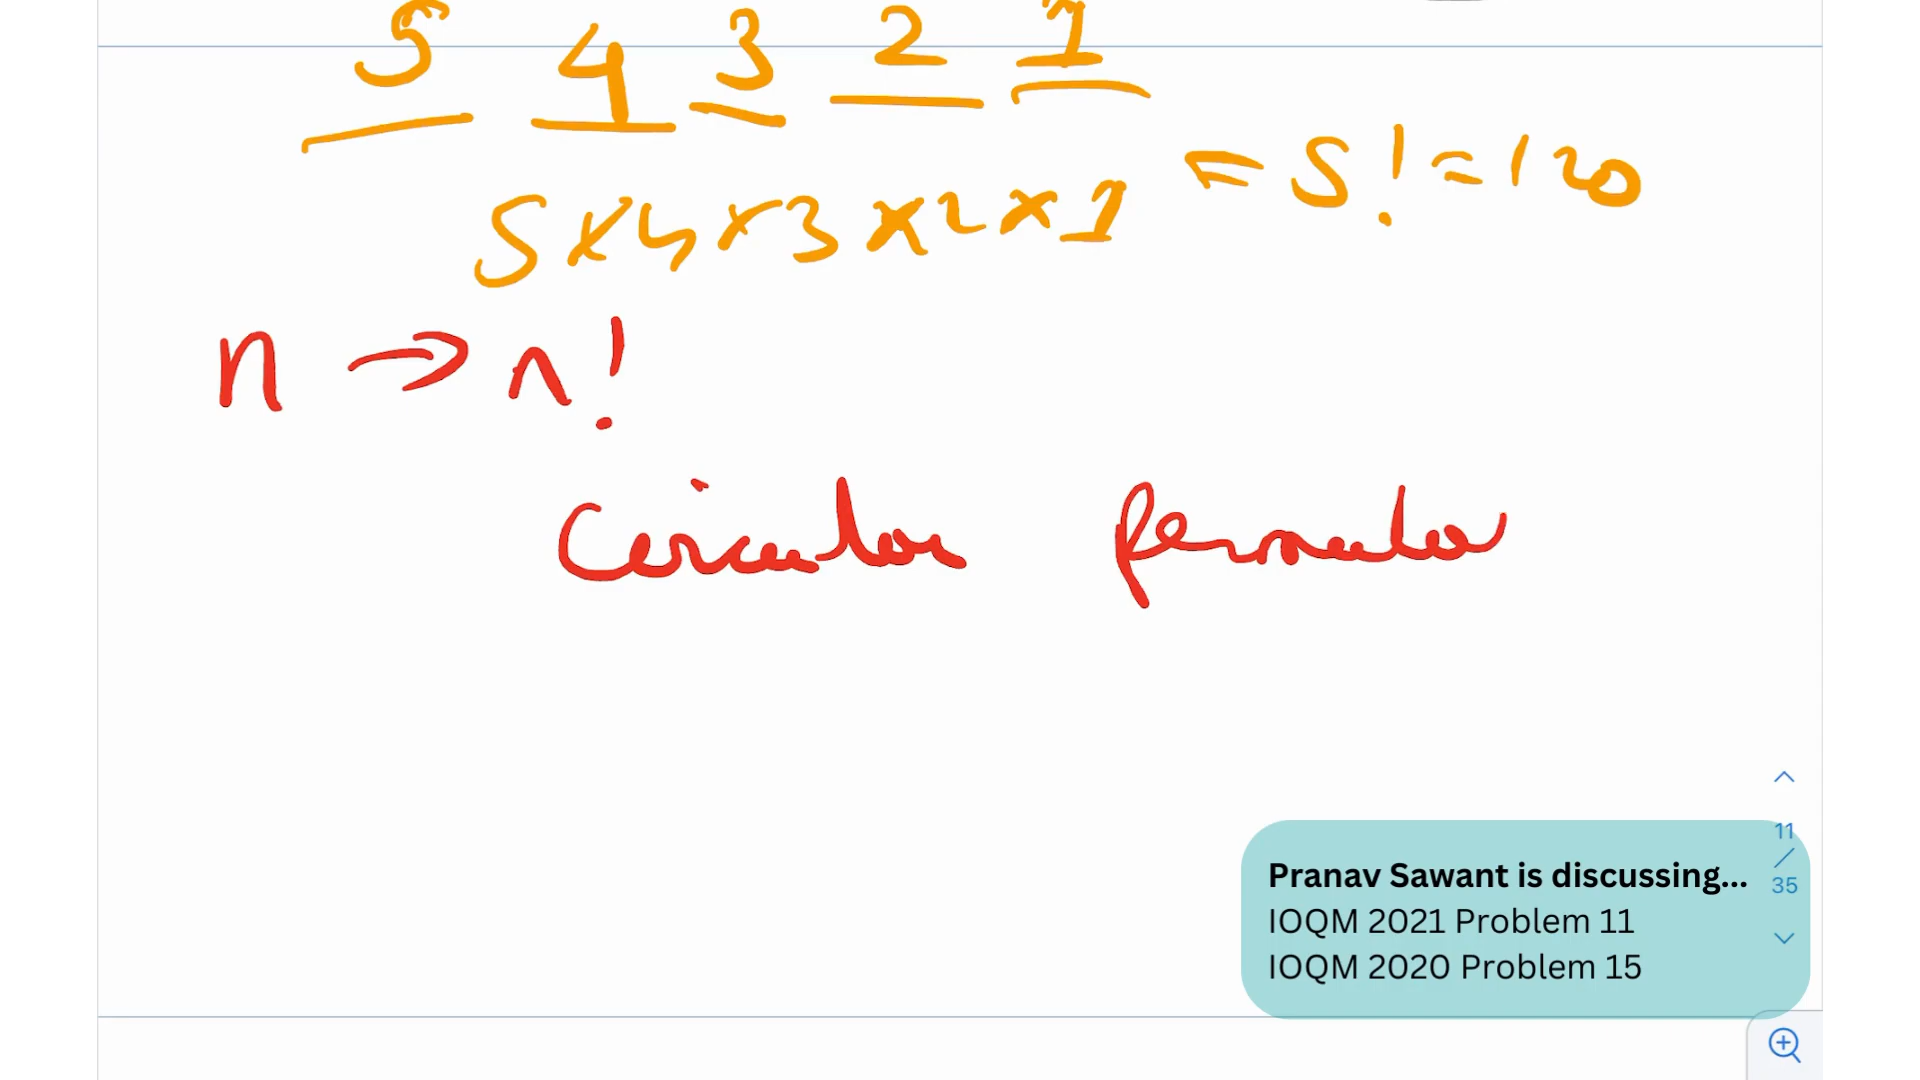 5 4 3 2 1
5×4×3×2×1 = 5! = 120
n → n!
Circular permuta
11
/
35
Pranav Sawant is discussing...
IOQM 2021 Problem 11
IOQM 2020 Problem 15